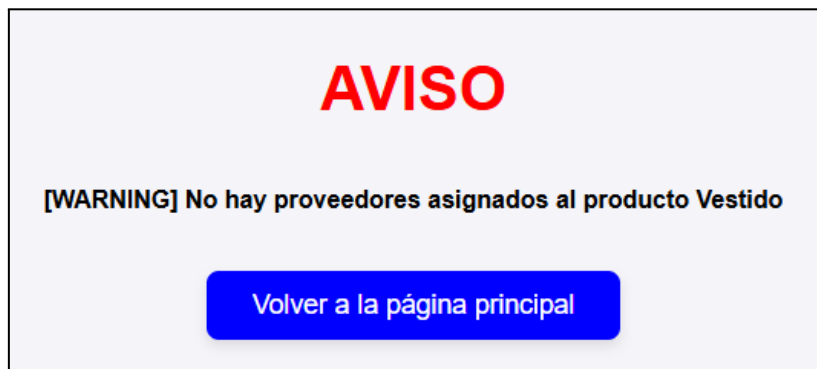 AVISO
[WARNING] No hay proveedores asignados al producto Vestido
Volver a la página principal